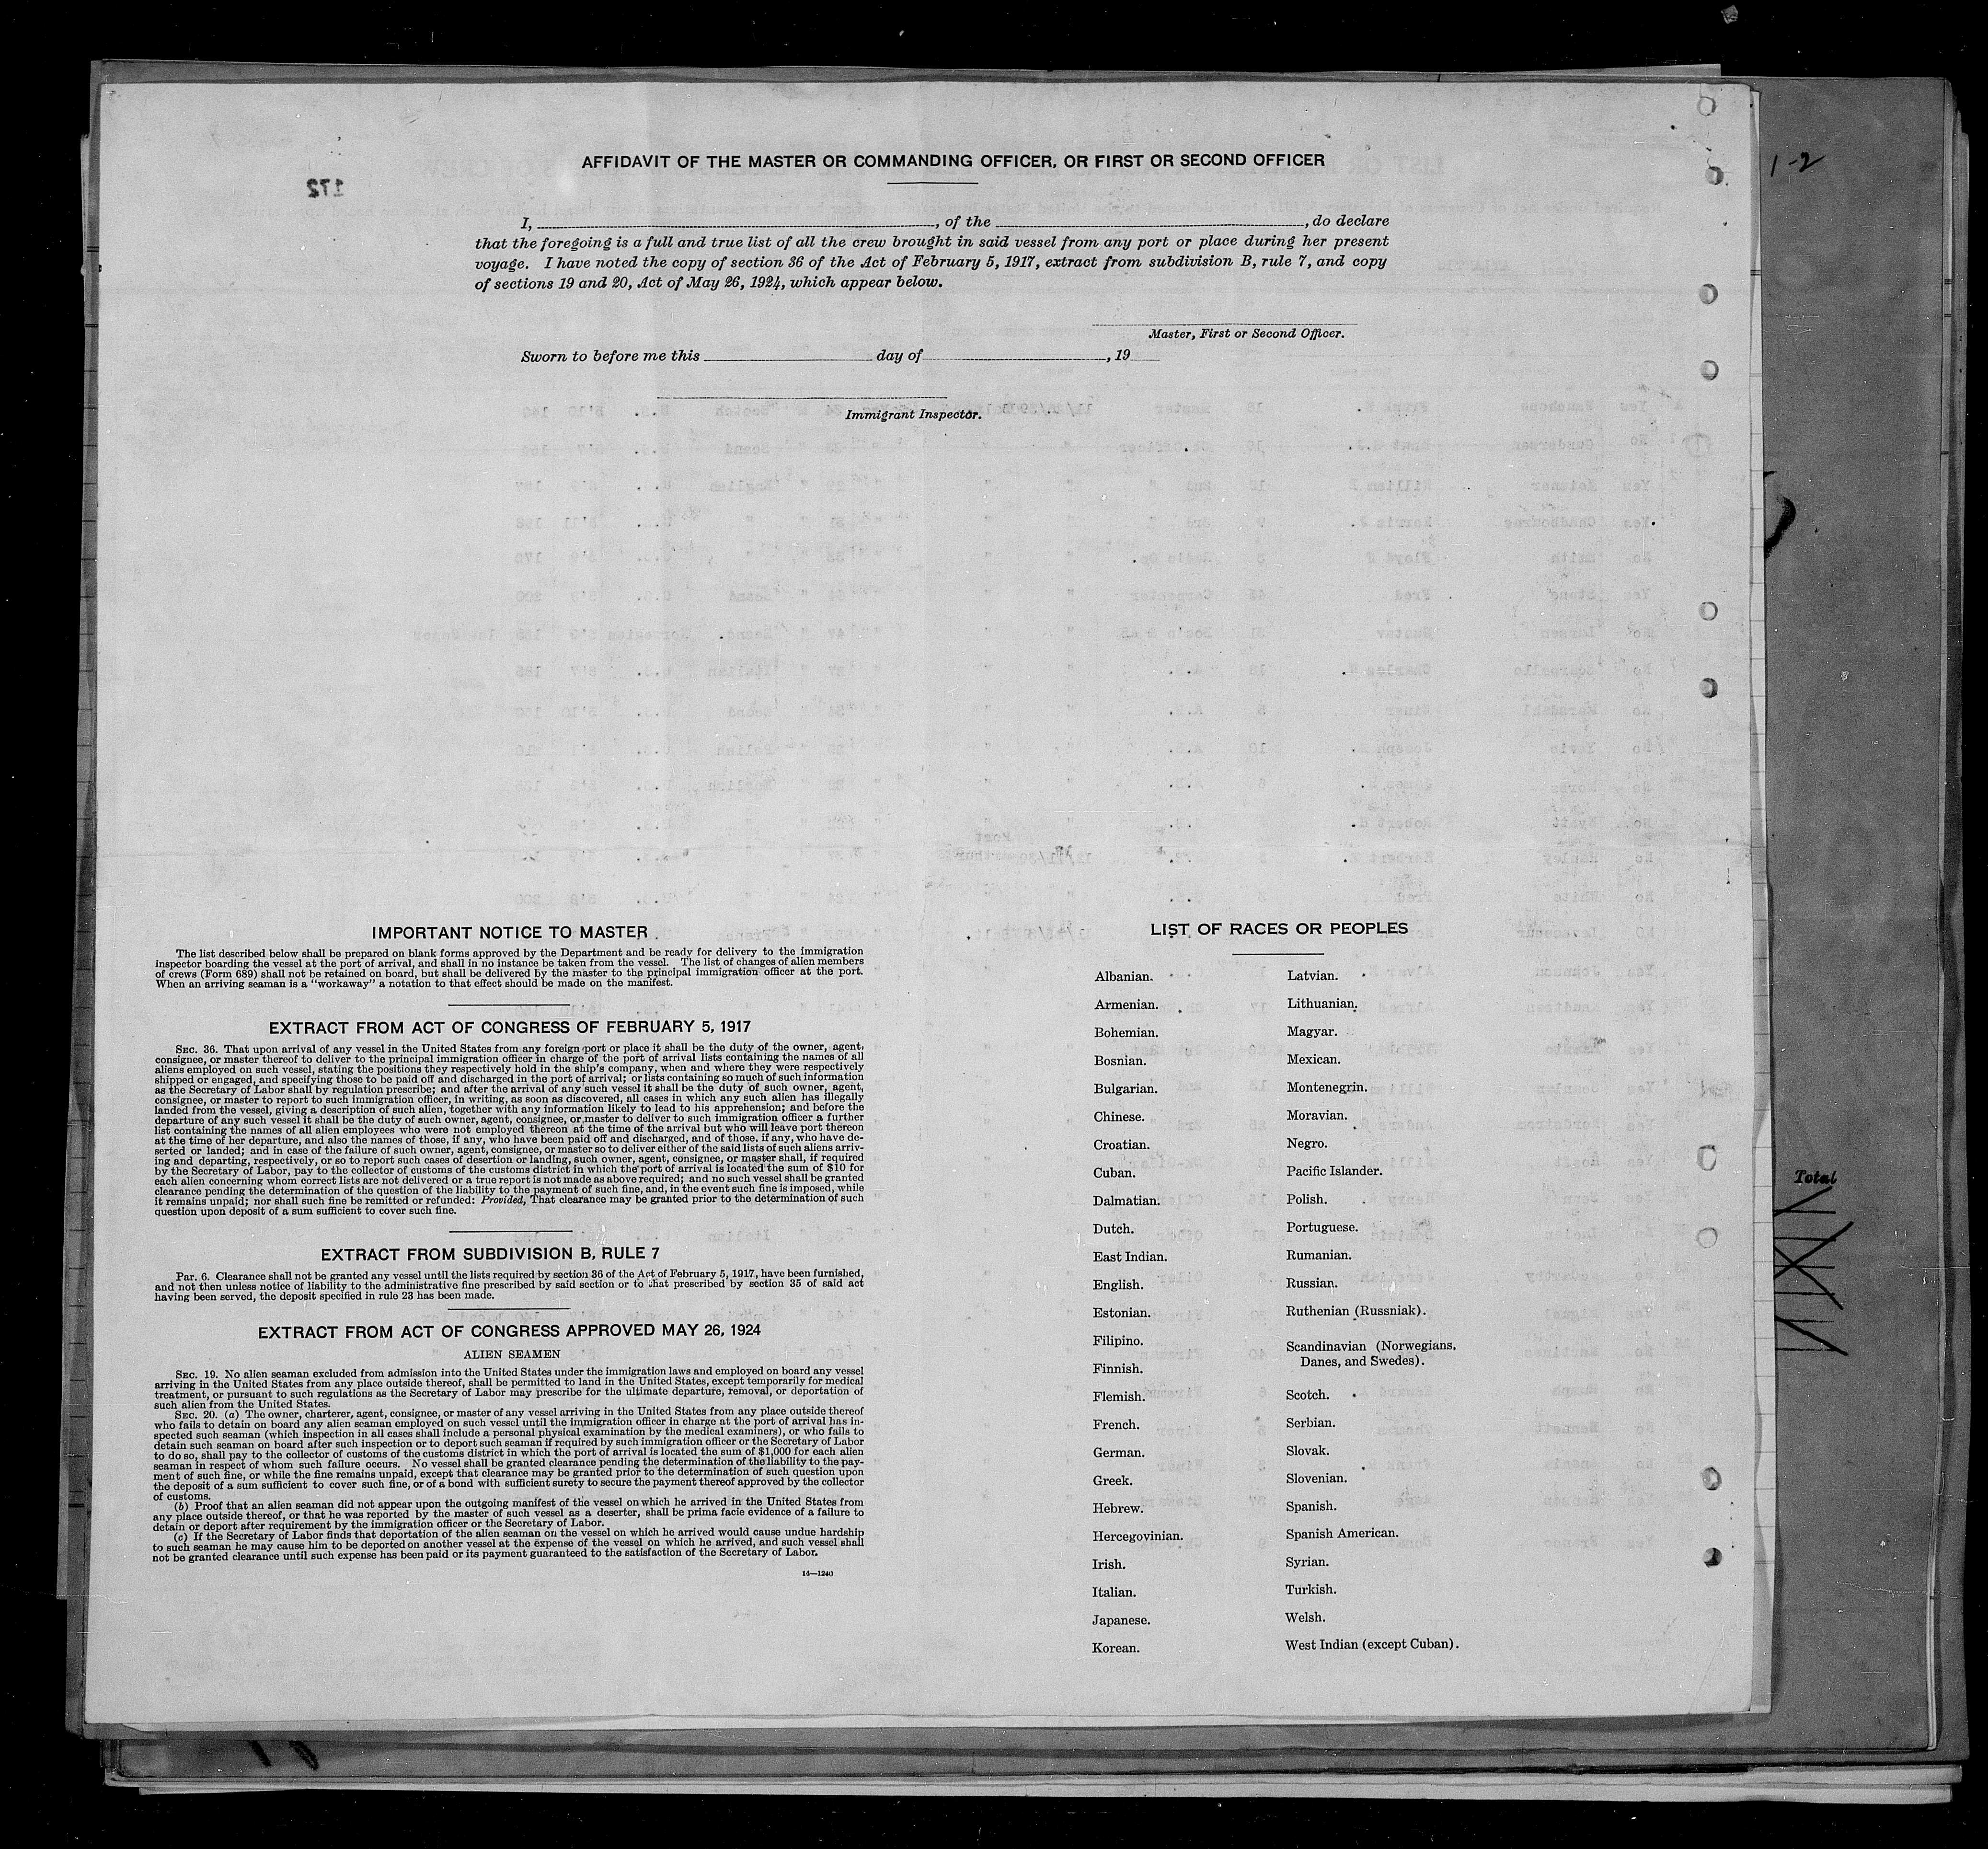 AFFIDAVIT OF THE MASTER OR COMMANDING OFFICER, OR FIRST OR SECOND OFFICER
172
1-2
I, , of the , do declare
that the foregoing is a full and true list of all the crew brought in said vessel from any port or place during her present
voyage. I have noted the copy of section 36 of the Act of February 5, 1917, extract from subdivision B, rule 7, and copy
of sections 19 and 20, Act of May 26, 1924, which appear below.
Master, First or Second Officer.
Sworn to before me this day of , 19
Immigrant Inspector.
IMPORTANT NOTICE TO MASTER
The list described below shall be prepared on blank forms approved by the Department and be ready for delivery to the immigration
inspector boarding the vessel at the port of arrival, and shall in no instance be taken from the vessel. The list of changes of alien members
of crews (Form 689) shall not be retained on board, but shall be delivered by the master to the principal immigration officer at the port.
When an arriving seaman is a "workaway" a notation to that effect should be made on the manifest.
EXTRACT FROM ACT OF CONGRESS OF FEBRUARY 5, 1917
SEC. 36. That upon arrival of any vessel in the United States from any foreign port or place it shall be the duty of the owner, agent,
consignee, or master thereof to deliver to the principal immigration officer in charge of the port of arrival lists containing the names of all
aliens employed on such vessel, stating the positions they respectively hold in the ship's company, when and where they were respectively
shipped or engaged, and specifying those to be paid off and discharged in the port of arrival; or lists containing so much of such information
as the Secretary of Labor shall by regulation prescribe; and after the arrival of any such vessel it shall be the duty of such owner, agent,
consignee, or master to report to such immigration officer, in writing, as soon as discovered, all cases in which any such alien has illegally
landed from the vessel, giving a description of such alien, together with any information likely to lead to his apprehension; and before the
departure of any such vessel it shall be the duty of such owner, agent, consignee, or master to deliver to such immigration officer a further
list containing the names of all alien employees who were not employed thereon at the time of the arrival but who will leave port thereon
at the time of her departure, and also the names of those, if any, who have been paid off and discharged, and of those, if any, who have de-
serted or landed; and in case of the failure of such owner, agent, consignee, or master so to deliver either of the said lists of such aliens arriv-
ing and departing, respectively, or so to report such cases of desertion or landing, such owner, agent, consignee, or master shall, if required
by the Secretary of Labor, pay to the collector of customs of the customs district in which the port of arrival is located the sum of $10 for
each alien concerning whom correct lists are not delivered or a true report is not made as above required; and no such vessel shall be granted
clearance pending the determination of the question of the liability to the payment of such fine, and, in the event such fine is imposed, while
it remains unpaid; nor shall such fine be remitted or refunded: Provided, That clearance may be granted prior to the determination of such
question upon deposit of a sum sufficient to cover such fine.
EXTRACT FROM SUBDIVISION B, RULE 7
Par. 6. Clearance shall not be granted any vessel until the lists required by section 36 of the Act of February 5, 1917, have been furnished,
and not then unless notice of liability to the administrative fine prescribed by said section or to that prescribed by section 35 of said act
having been served, the deposit specified in rule 23 has been made.
EXTRACT FROM ACT OF CONGRESS APPROVED MAY 26, 1924
ALIEN SEAMEN
SEC. 19. No alien seaman excluded from admission into the United States under the immigration laws and employed on board any vessel
arriving in the United States from any place outside thereof, shall be permitted to land in the United States, except temporarily for medical
treatment, or pursuant to such regulations as the Secretary of Labor may prescribe for the ultimate departure, removal, or deportation of
such alien from the United States.
SEC. 20. (a) The owner, charterer, agent, consignee, or master of any vessel arriving in the United States from any place outside thereof
who fails to detain on board any alien seaman employed on such vessel until the immigration officer in charge at the port of arrival has in-
spected such seaman (which inspection in all cases shall include a personal physical examination by the medical examiners), or who fails to
detain such seaman on board after such inspection or to deport such seaman if required by such immigration officer or the Secretary of Labor
to do so, shall pay to the collector of customs of the customs district in which the port of arrival is located the sum of $1,000 for each alien
seaman in respect of whom such failure occurs. No vessel shall be granted clearance pending the determination of the liability to the pay-
ment of such fine, or while the fine remains unpaid, except that clearance may be granted prior to the determination of such question upon
the deposit of a sum sufficient to cover such fine, or of a bond with sufficient surety to secure the payment thereof approved by the collector
of customs.
(b) Proof that an alien seaman did not appear upon the outgoing manifest of the vessel on which he arrived in the United States from
any place outside thereof, or that he was reported by the master of such vessel as a deserter, shall be prima facie evidence of a failure to
detain or deport after requirement by the immigration officer or the Secretary of Labor.
(c) If the Secretary of Labor finds that deportation of the alien seaman on the vessel on which he arrived would cause undue hardship
to such seaman he may cause him to be deported on another vessel at the expense of the vessel on which he arrived, and such vessel shall
not be granted clearance until such expense has been paid or its payment guaranteed to the satisfaction of the Secretary of Labor.
14—1240
LIST OF RACES OR PEOPLES
Albanian.
Armenian.
Bohemian.
Bosnian.
Bulgarian.
Chinese.
Croatian.
Cuban.
Dalmatian.
Dutch.
East Indian.
English.
Estonian.
Filipino.
Finnish.
Flemish.
French.
German.
Greek.
Hebrew.
Hercegovinian.
Irish.
Italian.
Japanese.
Korean.
Latvian.
Lithuanian.
Magyar.
Mexican.
Montenegrin.
Moravian.
Negro.
Pacific Islander.
Polish.
Portuguese.
Rumanian.
Russian.
Ruthenian (Russniak).
Scandinavian (Norwegians,
Danes, and Swedes).
Scotch.
Serbian.
Slovak.
Slovenian.
Spanish.
Spanish American.
Syrian.
Turkish.
Welsh.
West Indian (except Cuban).
Total